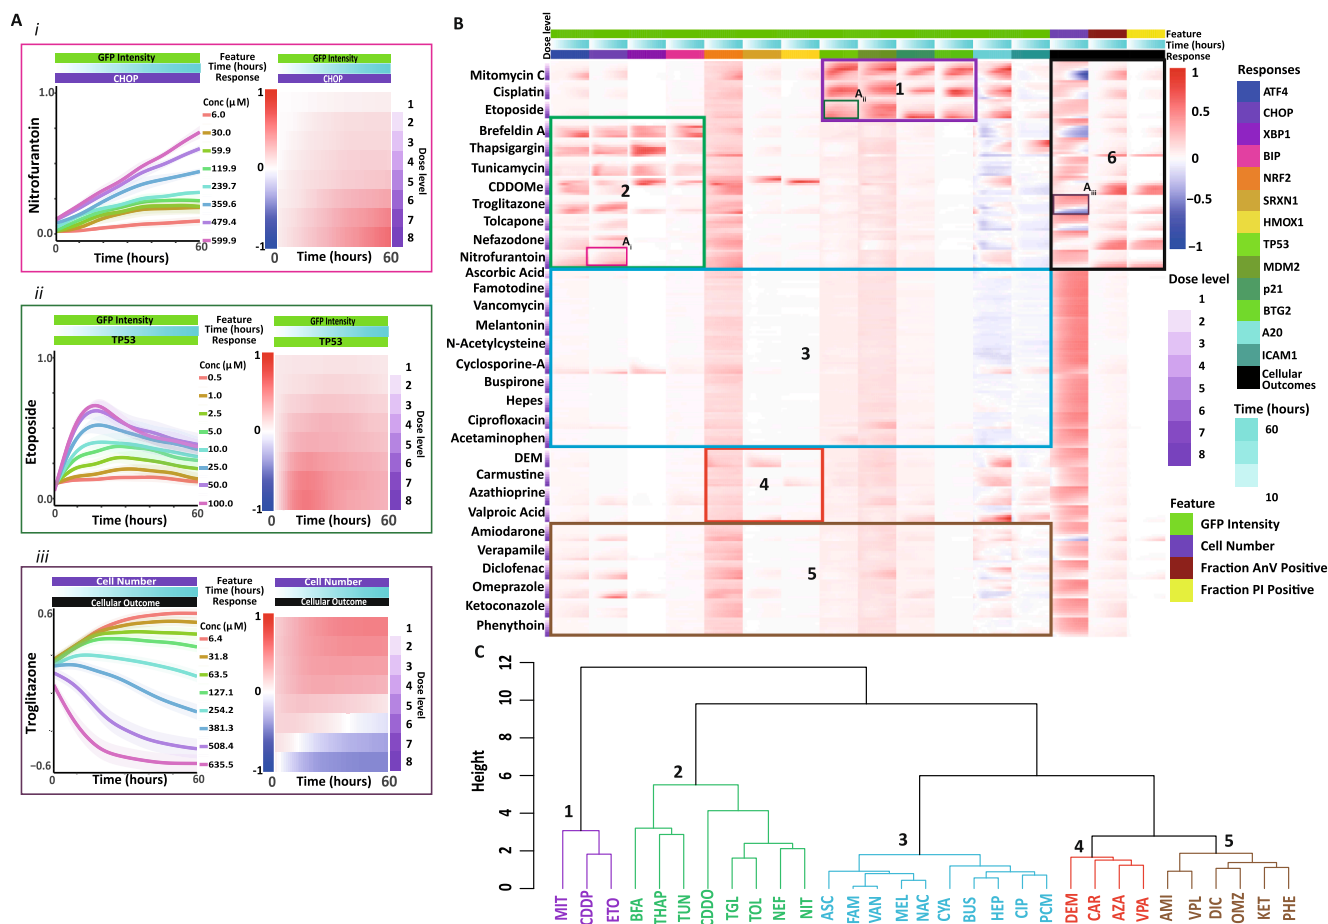 A
i
GFP Intensity
Feature
Time (hours)
Response
CHOP
GFP Intensity
CHOP
Nitrofurantoin
1.0
0.0
0
60
Time (hours)
Conc (μM)
6.0
30.0
59.9
119.9
239.7
359.6
479.4
599.9
1
0
-1
0
60
Time (hours)
1
2
3
4
5
6
7
8
Dose level
ii
GFP Intensity
Feature
Time (hours)
Response
TP53
GFP Intensity
TP53
Etoposide
1.0
0.0
0
60
Time (hours)
Conc (μM)
0.5
1.0
2.5
5.0
10.0
25.0
50.0
100.0
1
0
-1
0
60
Time (hours)
1
2
3
4
5
6
7
8
Dose level
iii
Cell Number
Feature
Time (hours)
Response
Cellular Outcome
Cell Number
Cellular Outcome
Troglitazone
0.6
−0.6
0
60
Time (hours)
Conc (μM)
6.4
31.8
63.5
127.1
254.2
381.3
508.4
635.5
1
0
-1
0
60
Time (hours)
1
2
3
4
5
6
7
8
Dose level
B
Dose level
Feature
Time (hours)
Response
Mitomycin C
Cisplatin
Etoposide
Brefeldin A
Thapsigargin
Tunicamycin
CDDOMe
Troglitazone
Tolcapone
Nefazodone
Nitrofurantoin
Ascorbic Acid
Famotidine
Vancomycin
Melantonin
N-Acetylcysteine
Cyclosporine-A
Buspirone
Hepes
Ciprofloxacin
Acetaminophen
DEM
Carmustine
Azathioprine
Valproic Acid
Amiodarone
Verapamile
Diclofenac
Omeprazole
Ketoconazole
Phenythoin
1
Aii
2
Ai
3
4
5
6
Aiii
1
0.5
0
−0.5
−1
Responses
ATF4
CHOP
XBP1
BIP
NRF2
SRXN1
HMOX1
TP53
MDM2
p21
BTG2
A20
ICAM1
Cellular
Outcomes
Dose level
1
2
3
4
5
6
7
8
Time (hours)
60
10
Feature
GFP Intensity
Cell Number
Fraction AnV Positive
Fraction PI Positive
C
Height
12
10
8
6
4
2
0
1
2
3
4
5
MIT
CDDP
ETO
BFA
THAP
TUN
CDDO
TGL
TOL
NEF
NIT
ASC
FAM
VAN
MEL
NAC
CYA
BUS
HEP
CIP
PCM
DEM
CAR
AZA
VPA
AMI
VPL
DIC
OMZ
KET
PHE